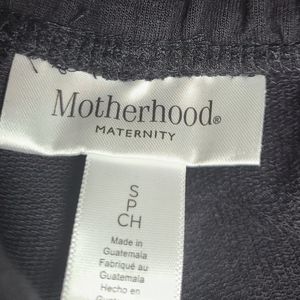 Motherhood®
MATERNITY
S
P
CH
Made in
Guatemala
Fabriqué au
Guatemala
Hecho en